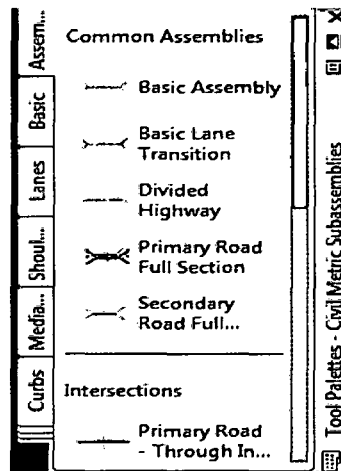 Assem...
Basic
Lanes
Shoul...
Media...
Curbs
Common Assemblies
Basic Assembly
Basic Lane
Transition
Divided
Highway
Primary Road
Full Section
Secondary
Road Full...
Intersections
Primary Road
- Through In...
Tool Palettes - Civil Metric Subassemblies